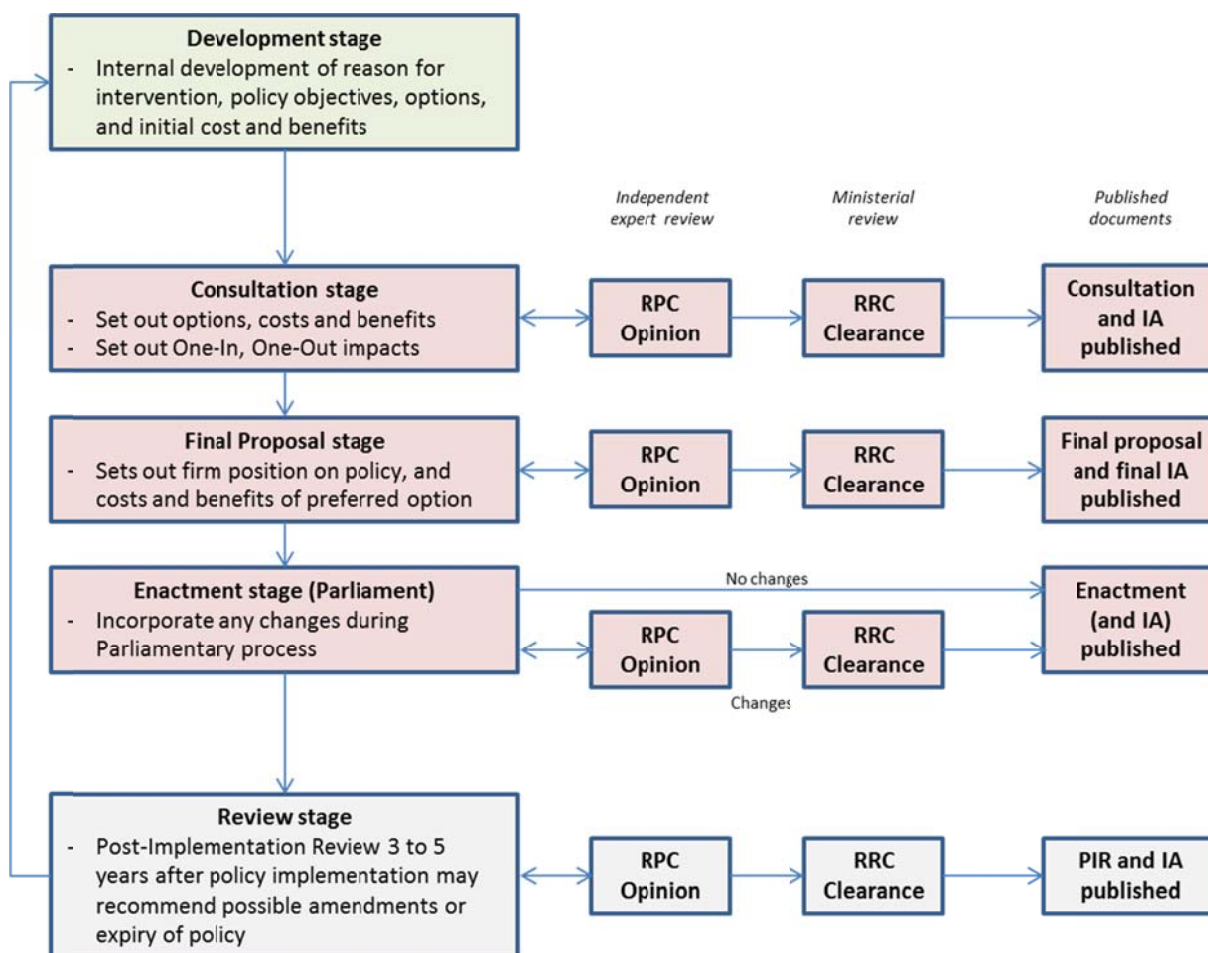 Development stage
- Internal development of reason for
intervention, policy objectives, options,
and initial cost and benefits
Independent
expert review
Ministerial
review
Published
documents
Consultation stage
- Set out options, costs and benefits
- Set out One-In, One-Out impacts
RPC
Opinion
RRC
Clearance
Consultation
and IA
published
Final Proposal stage
- Sets out firm position on policy, and
costs and benefits of preferred option
RPC
Opinion
RRC
Clearance
Final proposal
and final IA
published
Enactment stage (Parliament)
- Incorporate any changes during
Parliamentary process
No changes
RPC
Opinion
RRC
Clearance
Changes
Enactment
(and IA)
published
Review stage
- Post-Implementation Review 3 to 5
years after policy implementation may
recommend possible amendments or
expiry of policy
RPC
Opinion
RRC
Clearance
PIR and IA
published